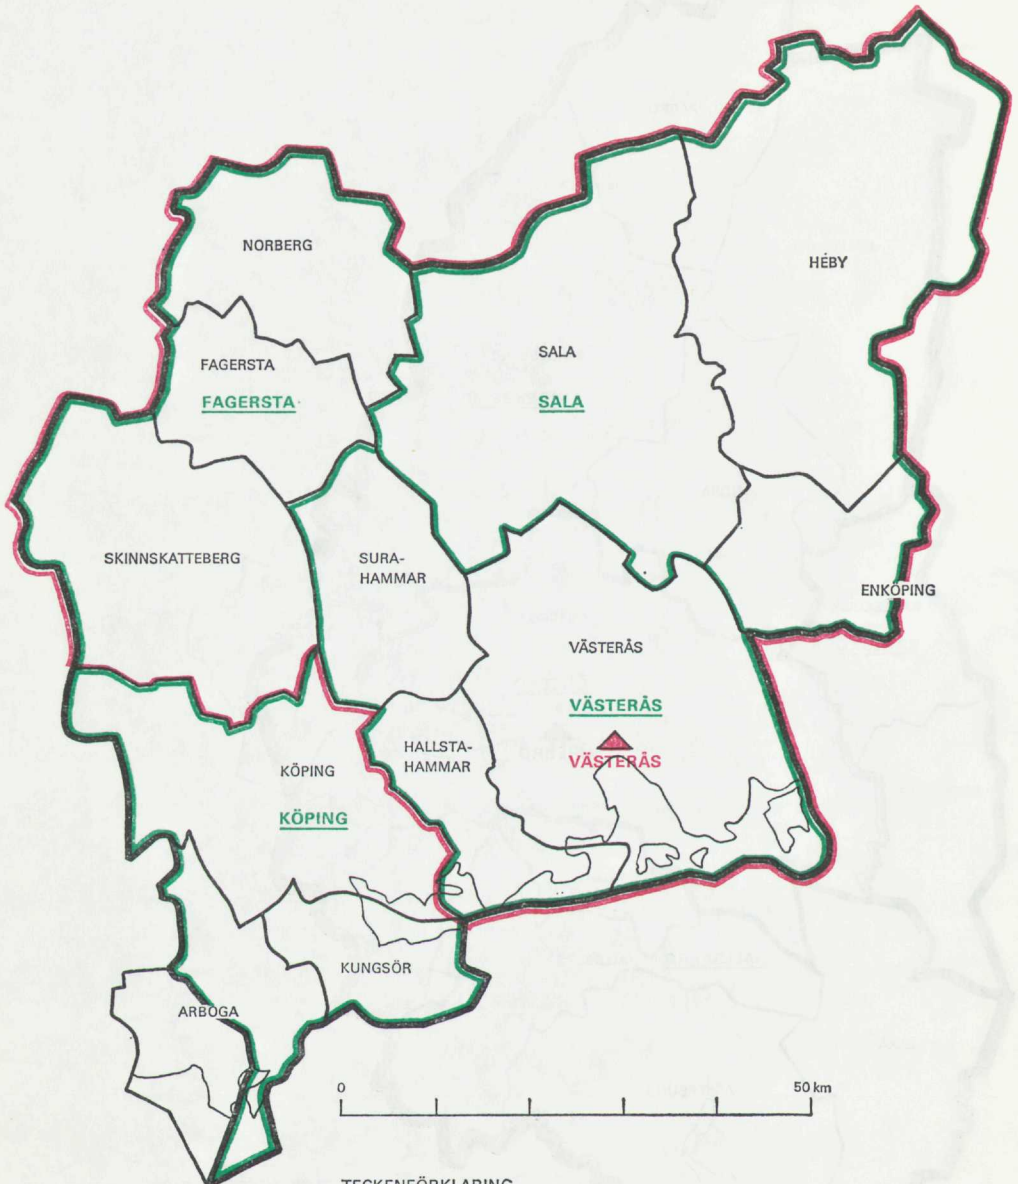 NORBERG
HEBY
FAGERSTA
FAGERSTA
SALA
SALA
SKINNSKATTEBERG
SURA-
HAMMAR
ENKÖPING
VÄSTERÅS
VÄSTERÅS
VÄSTERÅS
HALLSTA-
HAMMAR
KÖPING
KÖPING
KUNGSÖR
ARBOGA
0 50 km
TECKENFÖRKLARING